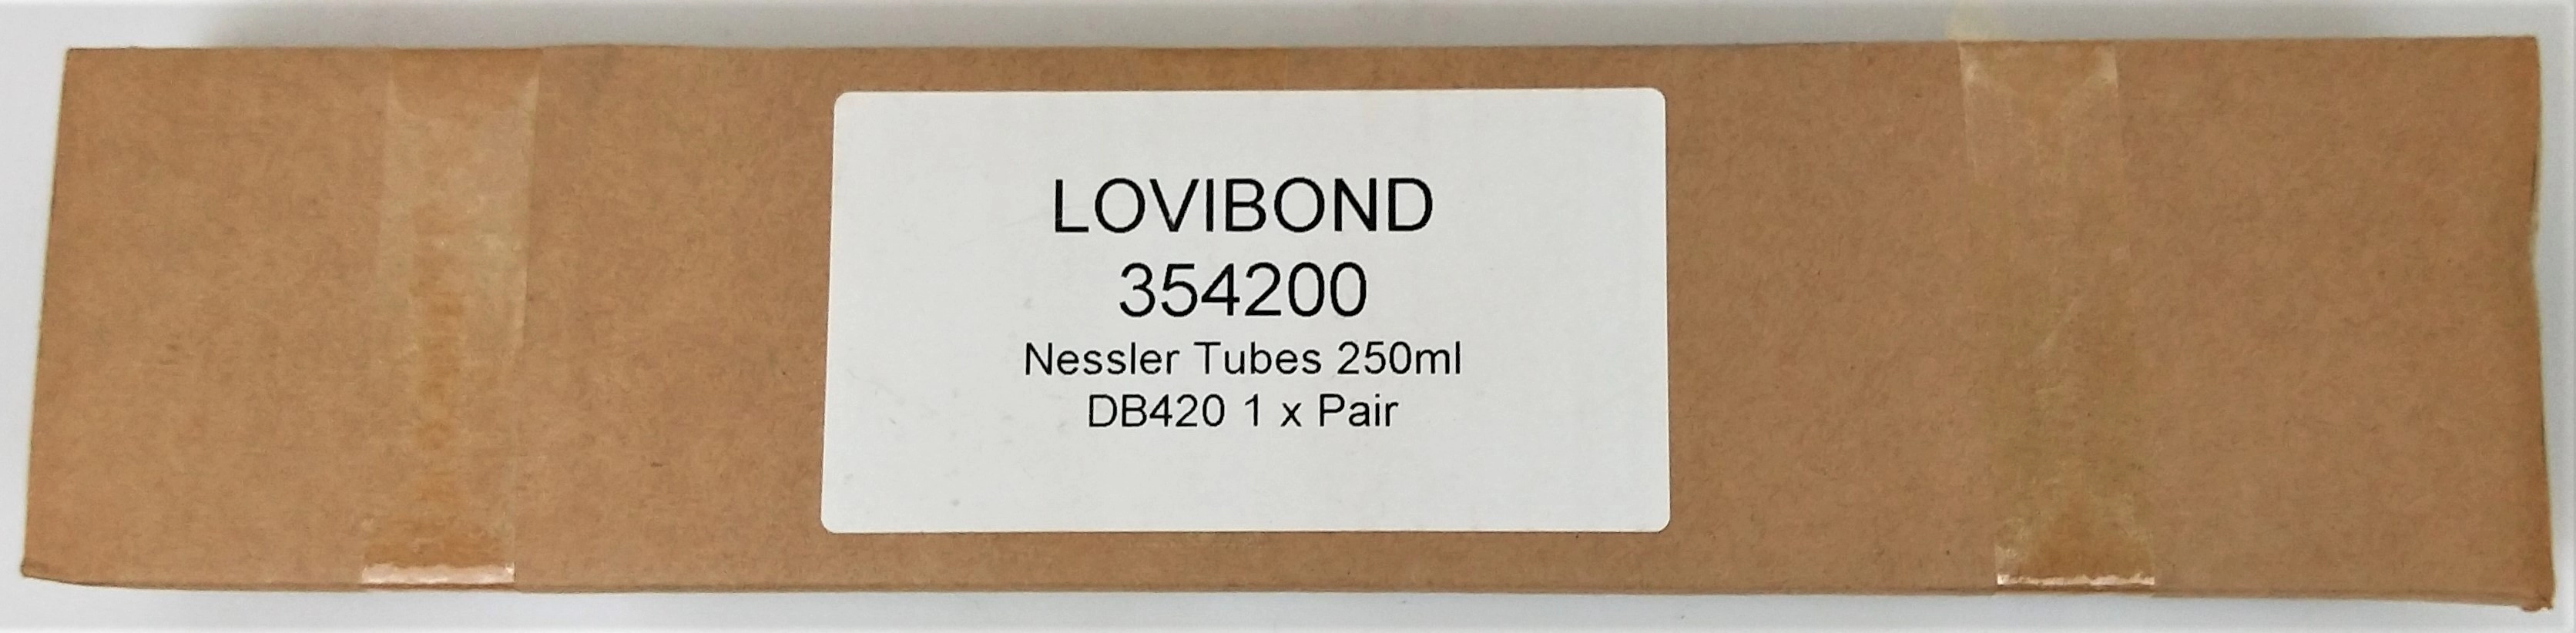 LOVIBOND
354200
Nessler Tubes 250ml
DB420 1 x Pair